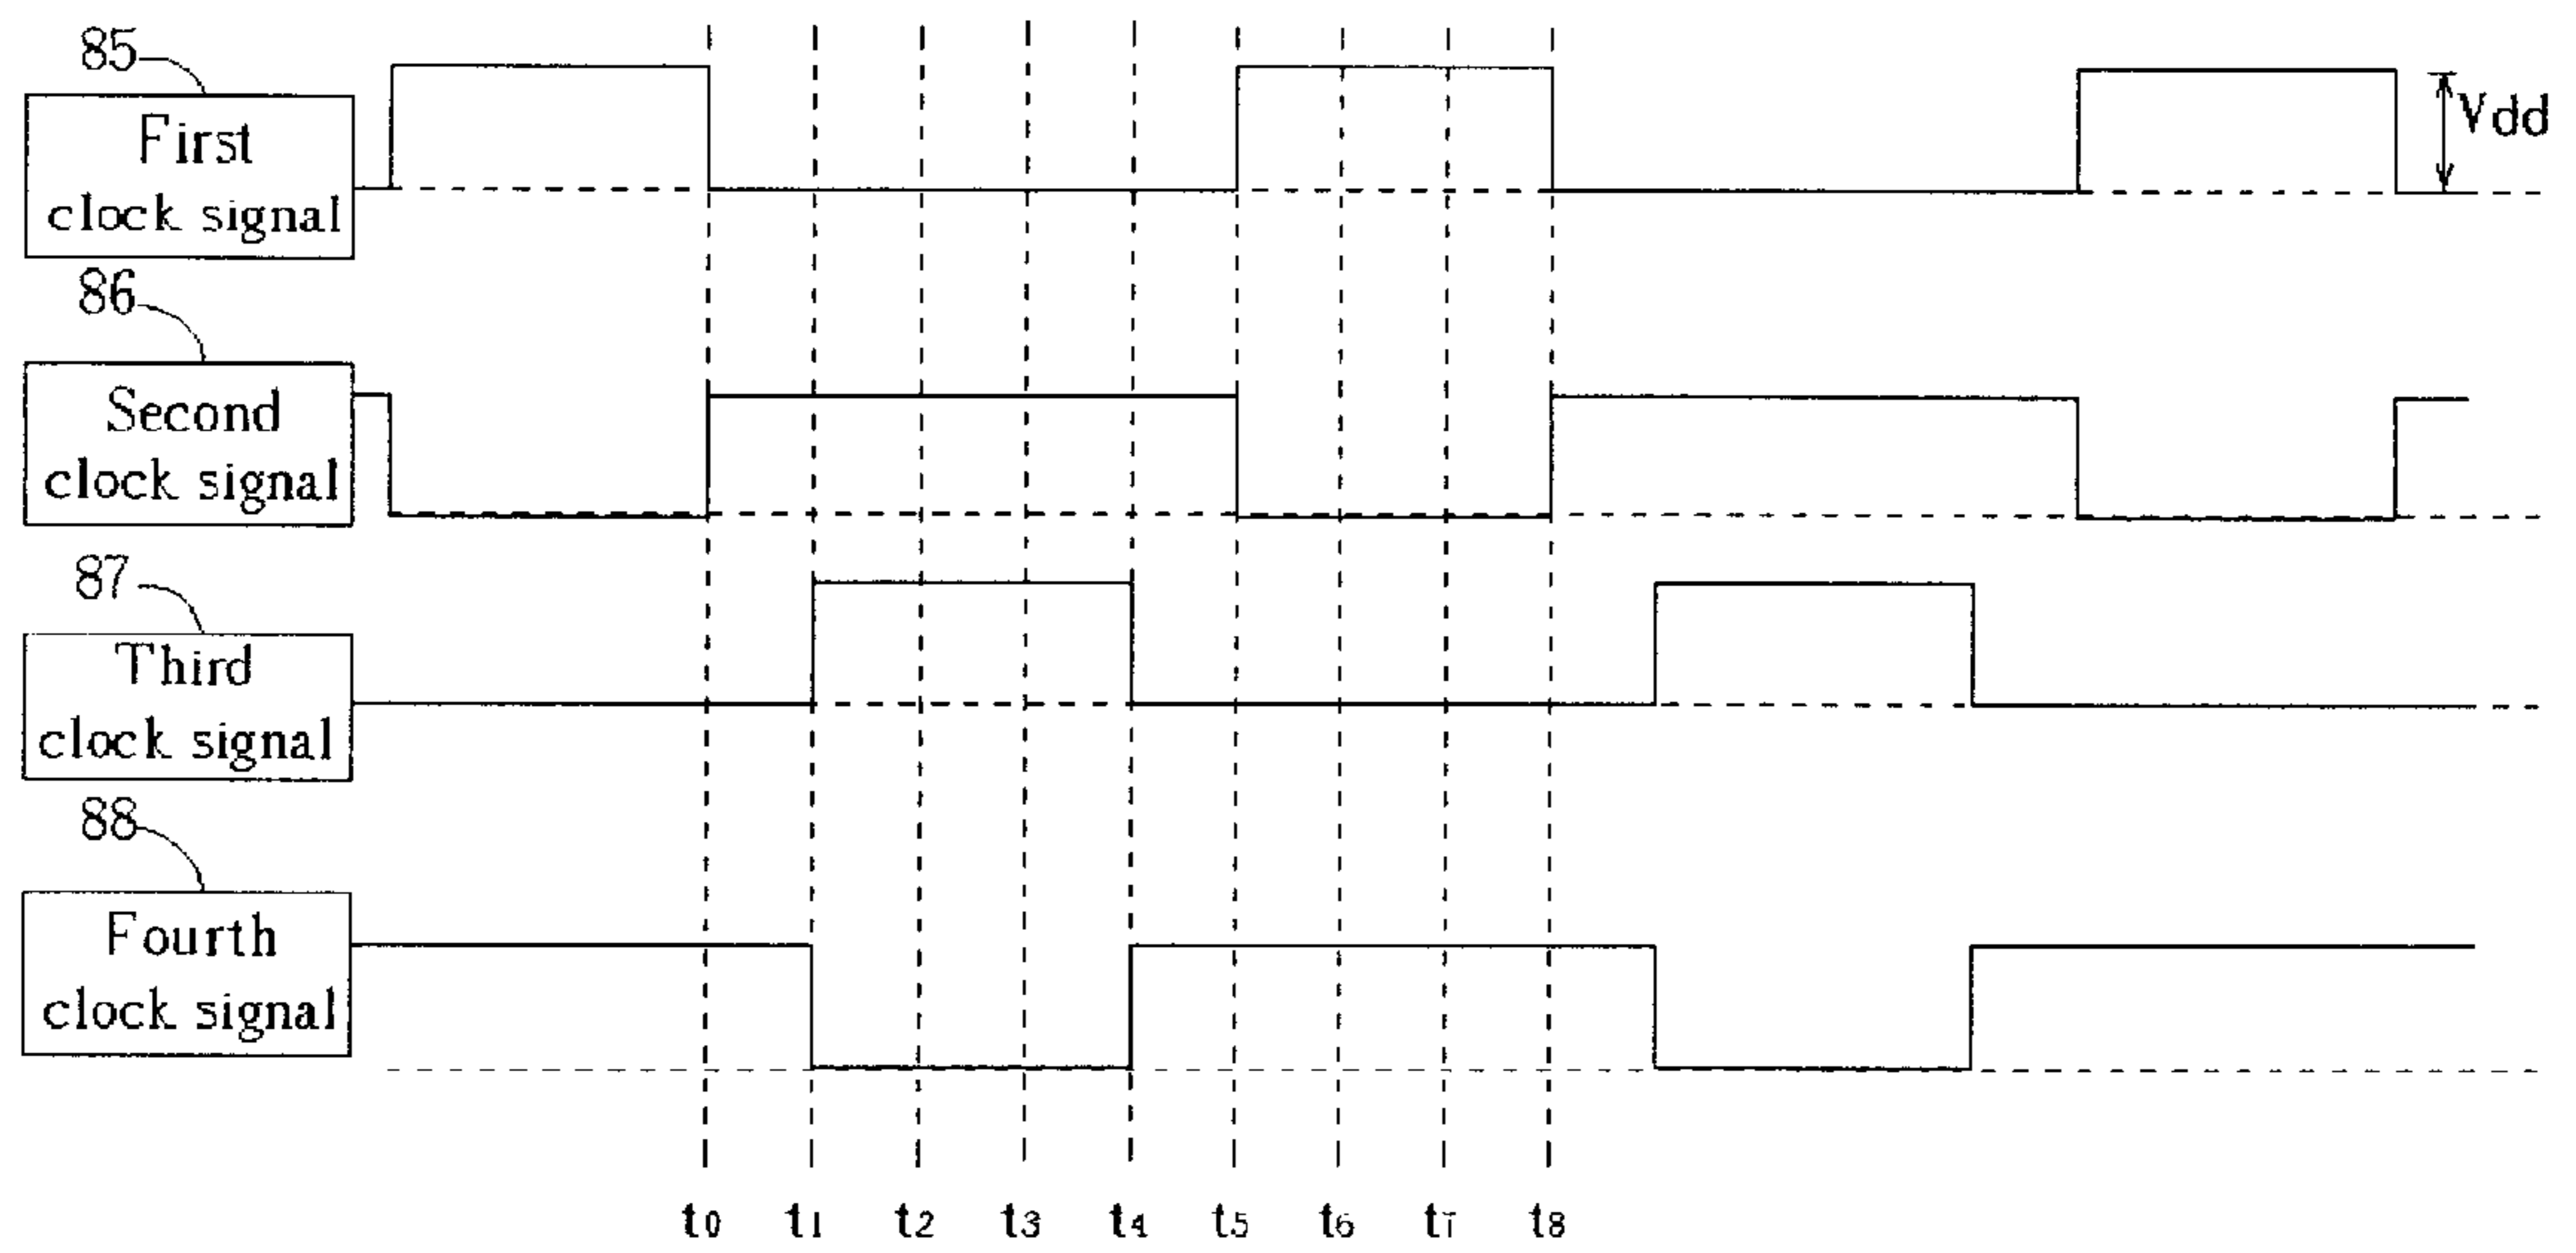 85
First
clock signal
Vdd
86
Second
clock signal
87
Third
clock signal
88
Fourth
clock signal
t0 t1 t2 t3 t4 t5 t6 t7 t8